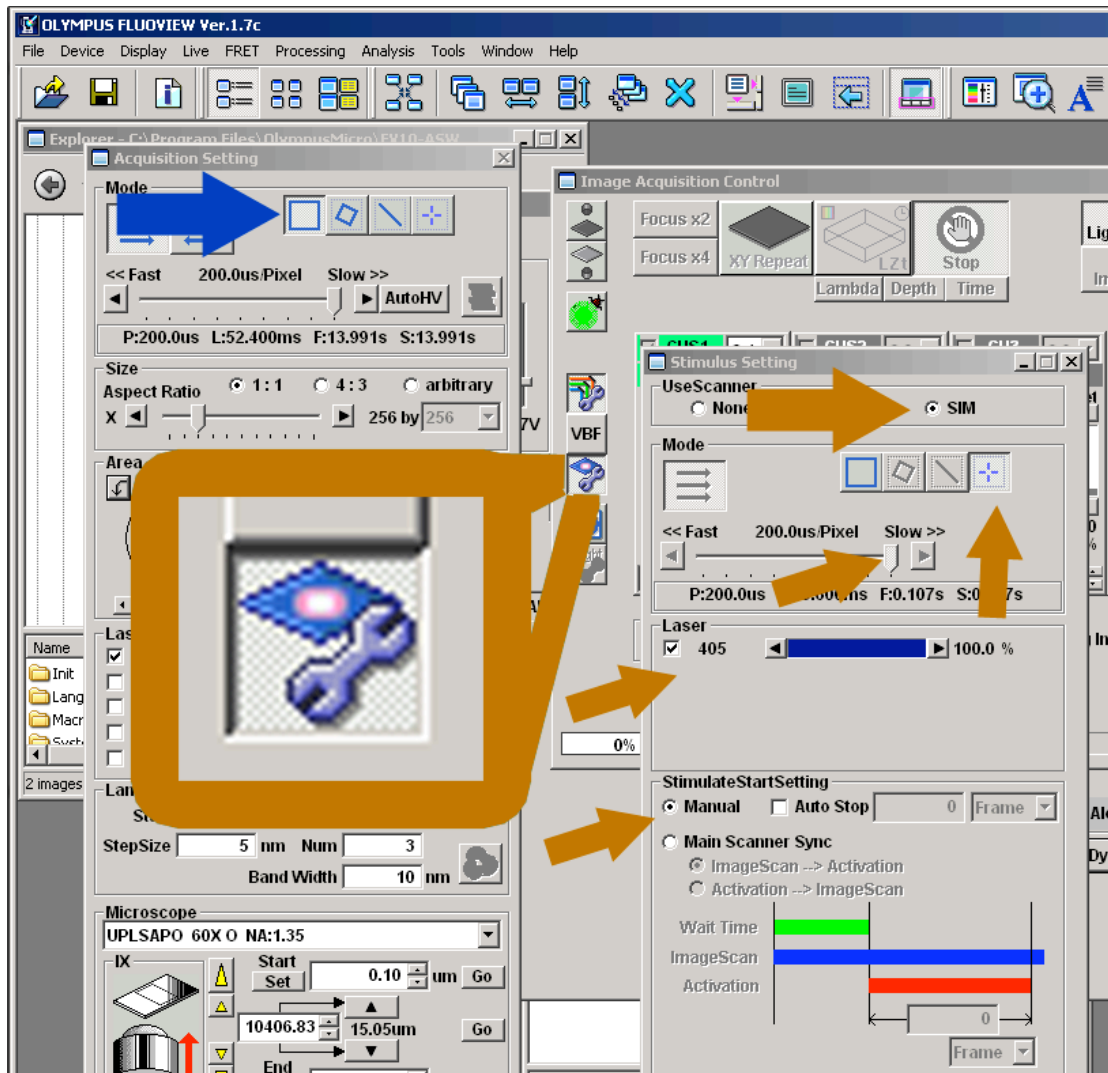 OLYMPUS FLUOVIEW Ver.1.7c
File Device Display Live FRET Processing Analysis Tools Window Help
Explorer - C:\Program Files\OlympusMicro\FV10-ASW
Acquisition Setting
Mode
<< Fast 200.0us/Pixel Slow >>
AutoHV
P:200.0us L:52.400ms F:13.991s S:13.991s
Size
Aspect Ratio 1:1 4:3 arbitrary
X 256 by 256
Area
StepSize 5 nm Num 3
Band Width 10 nm
Microscope
UPLSAPO 60X O NA:1.35
IX
Start
Set 0.10 um Go
10406.83 15.05um Go
End
Name
Init
2 images
Image Acquisition Control
Focus x2
Focus x4
XY Repeat
LZt
Stop
Lambda Depth Time
VBF
0%
Stimulus Setting
UseScanner
None SIM
Mode
<< Fast 200.0us/Pixel Slow >>
P:200.0us F:0.107s
Laser
405 100.0 %
StimulateStartSetting
Manual Auto Stop 0 Frame
Main Scanner Sync
ImageScan --> Activation
Activation --> ImageScan
Wait Time
ImageScan
Activation
0
Frame